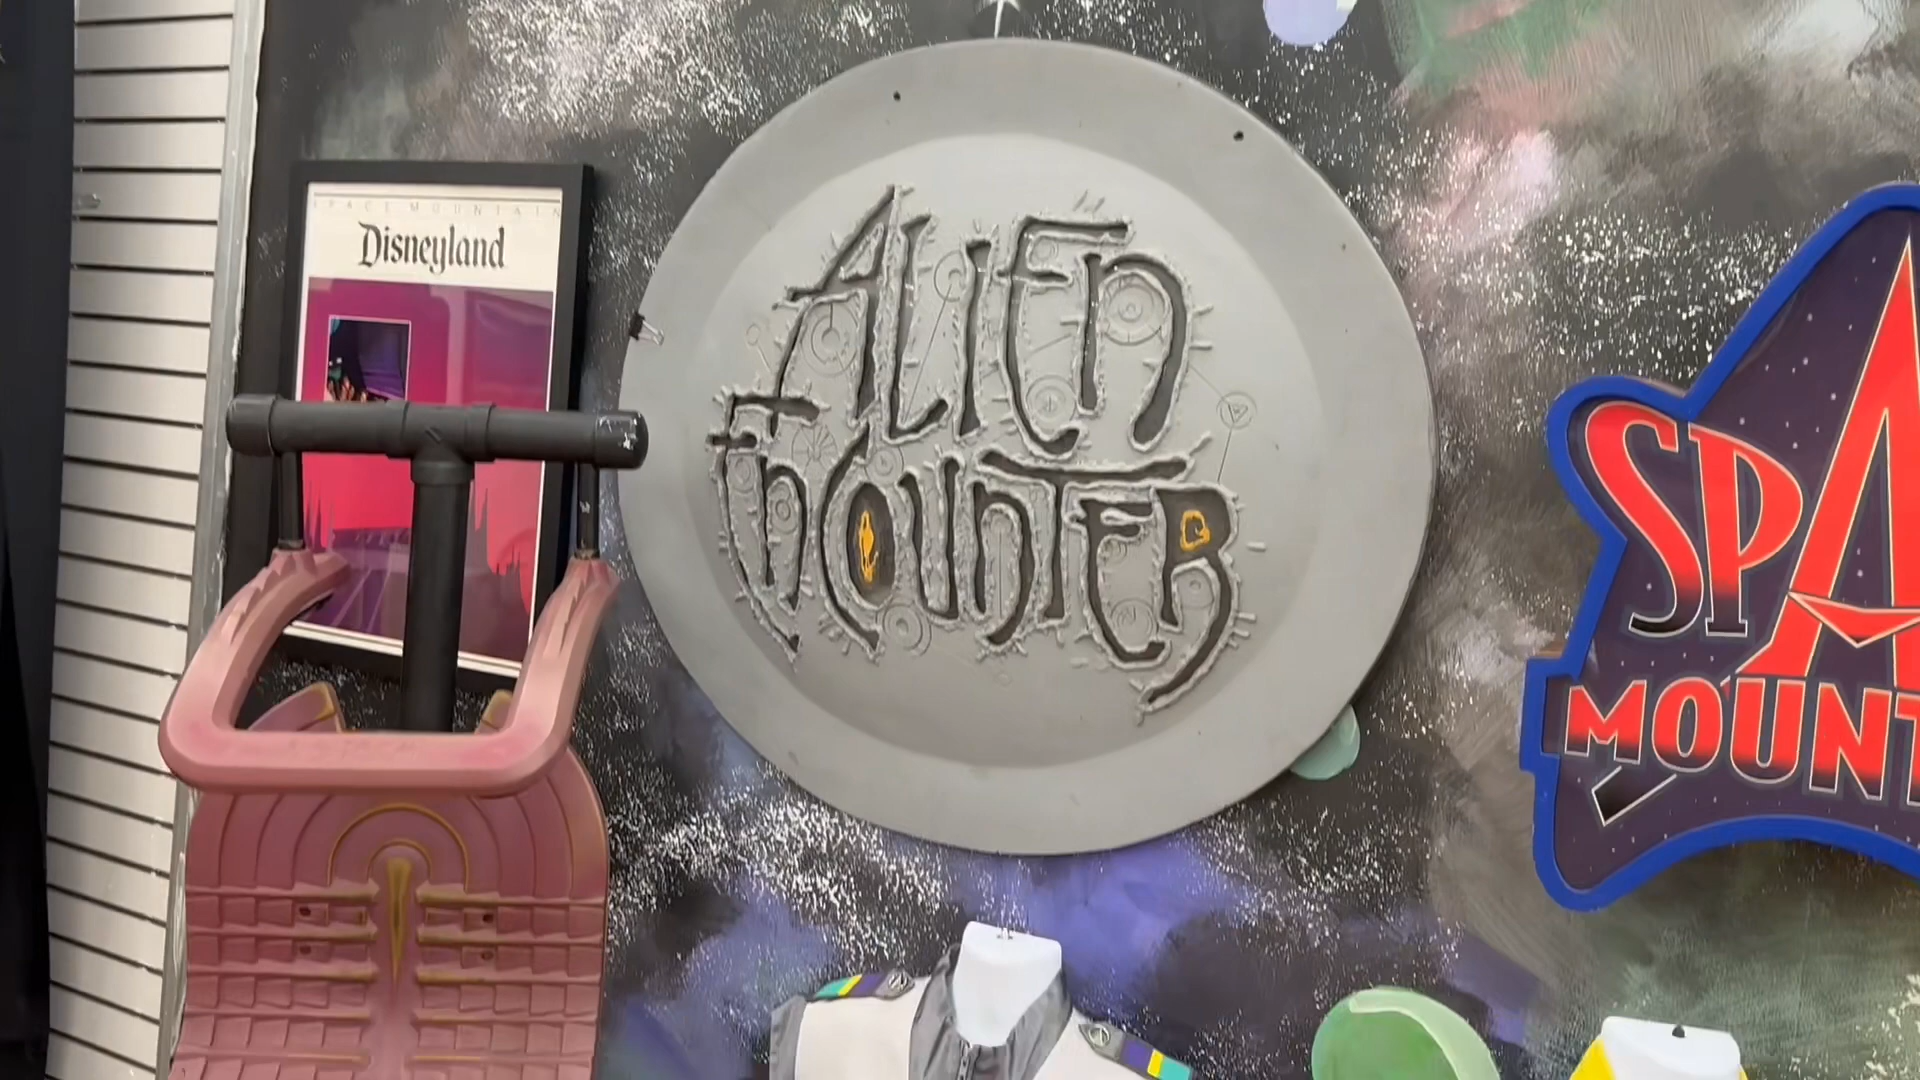 SPACE MOUNTAIN
Disneyland
ALIEN
ENCOUNTER
SPA
MOUNT